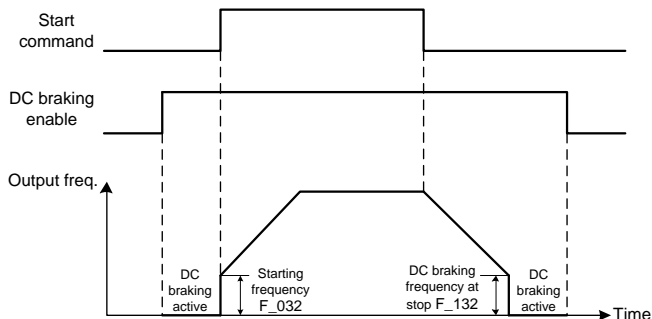 Start
command
DC braking
enable
Output freq.
DC
braking
active
Starting
frequency
F_032
DC braking
frequency at
stop F_132
DC
braking
active
Time